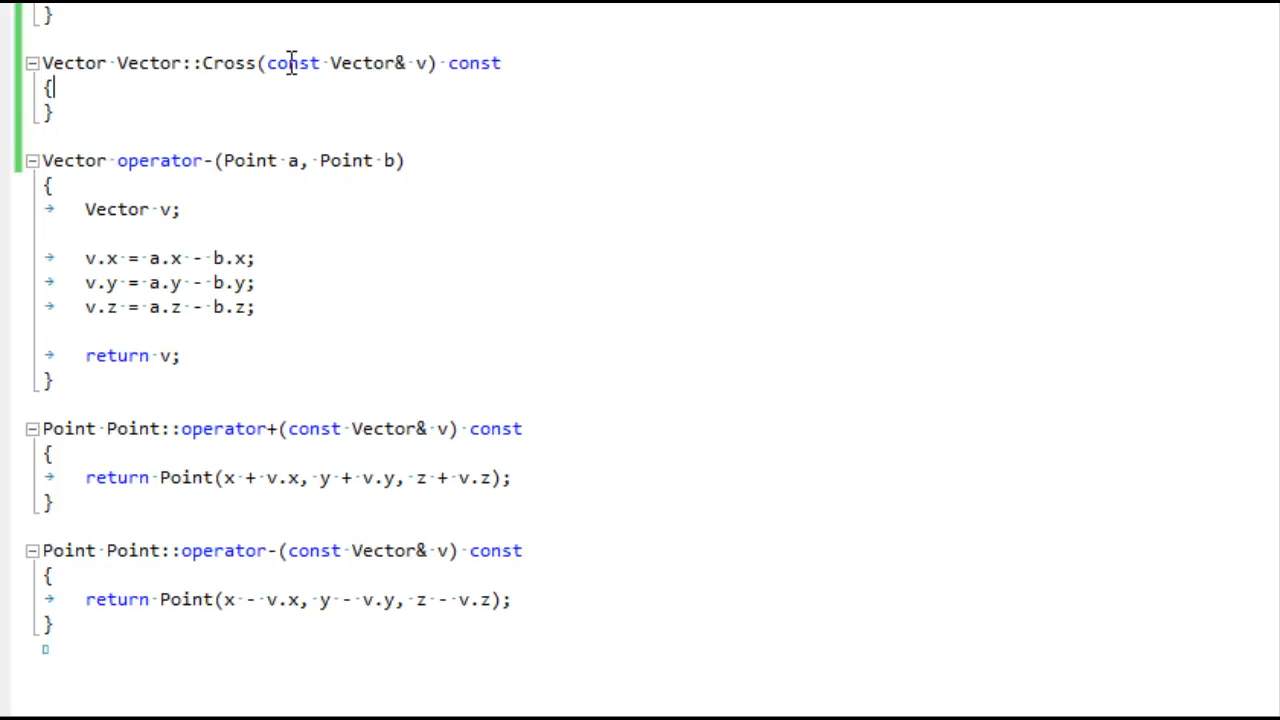 }
Vector Vector::Cross(const Vector& v) const
{
}
Vector operator-(Point a, Point b)
{
Vector v;
v.x = a.x - b.x;
v.y = a.y - b.y;
v.z = a.z - b.z;
return v;
}
Point Point::operator+(const Vector& v) const
{
return Point(x + v.x, y + v.y, z + v.z);
}
Point Point::operator-(const Vector& v) const
{
return Point(x - v.x, y - v.y, z - v.z);
}